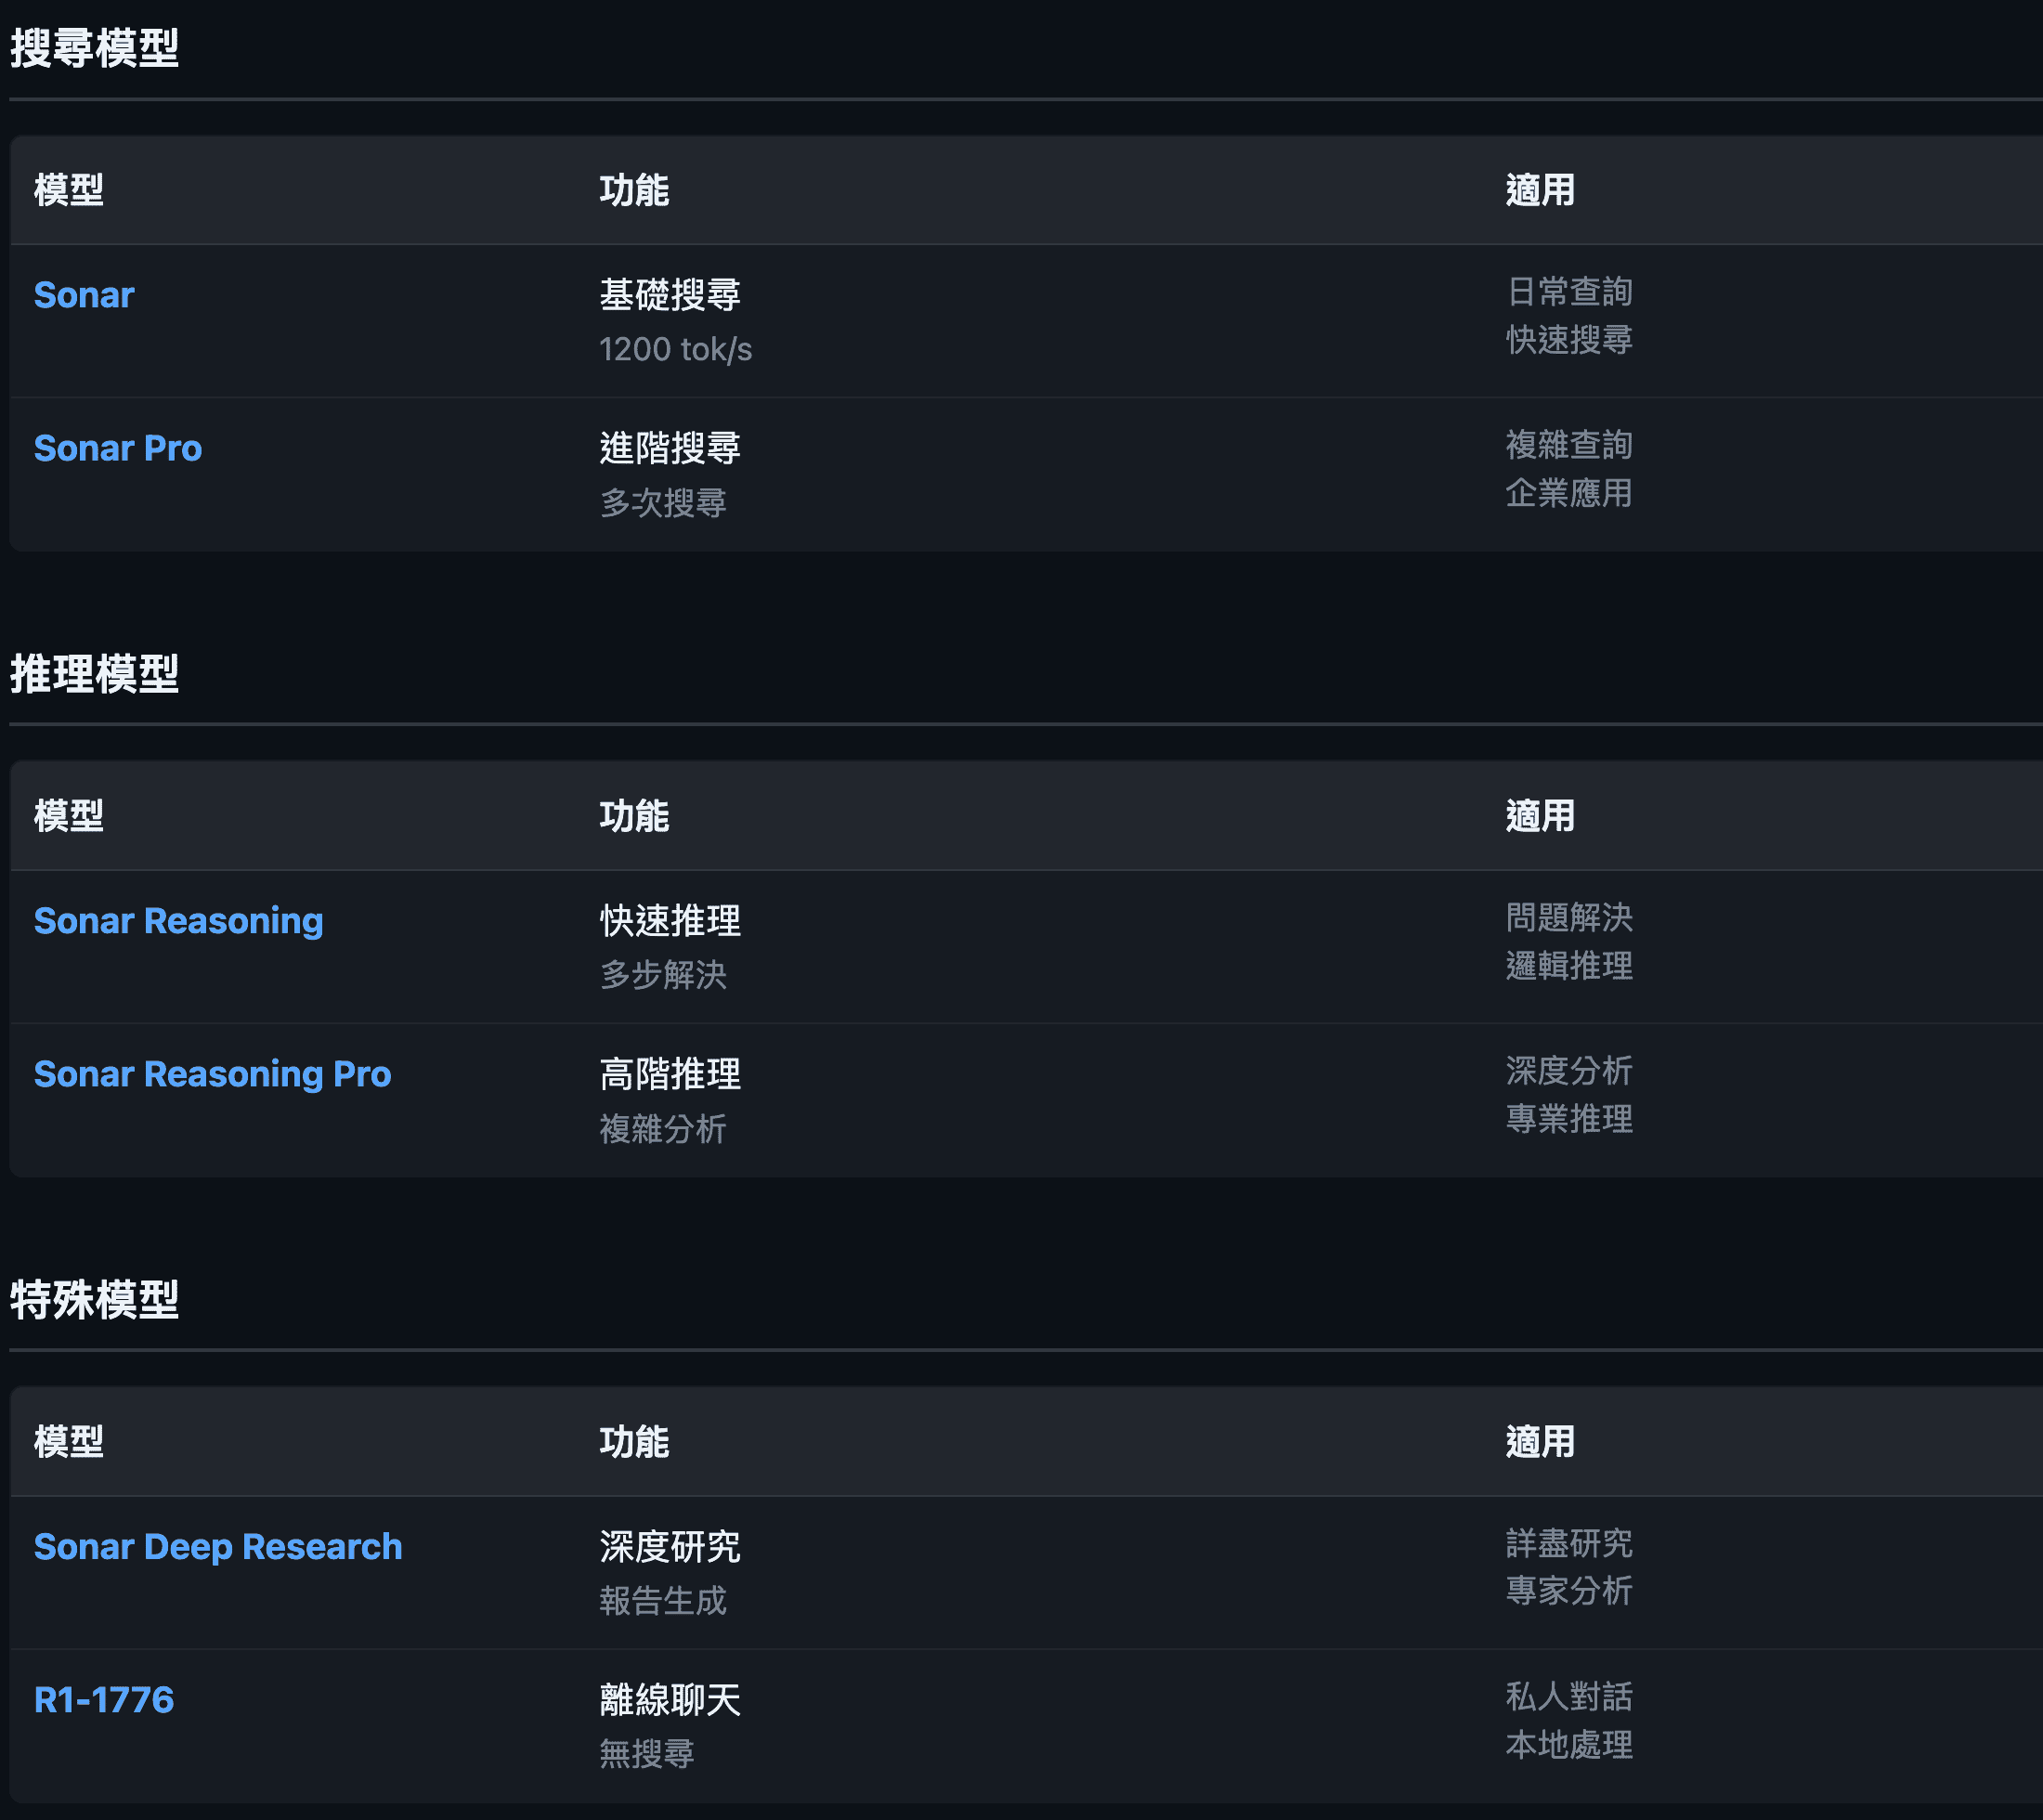 搜尋模型
模型 功能 適用
Sonar 基礎搜尋 日常查詢
1200 tok/s 快速搜尋
Sonar Pro 進階搜尋 複雜查詢
多次搜尋 企業應用
推理模型
模型 功能 適用
Sonar Reasoning 快速推理 問題解決
多步解決 邏輯推理
Sonar Reasoning Pro 高階推理 深度分析
複雜分析 專業推理
特殊模型
模型 功能 適用
Sonar Deep Research 深度研究 詳盡研究
報告生成 專家分析
R1-1776 離線聊天 私人對話
無搜尋 本地處理